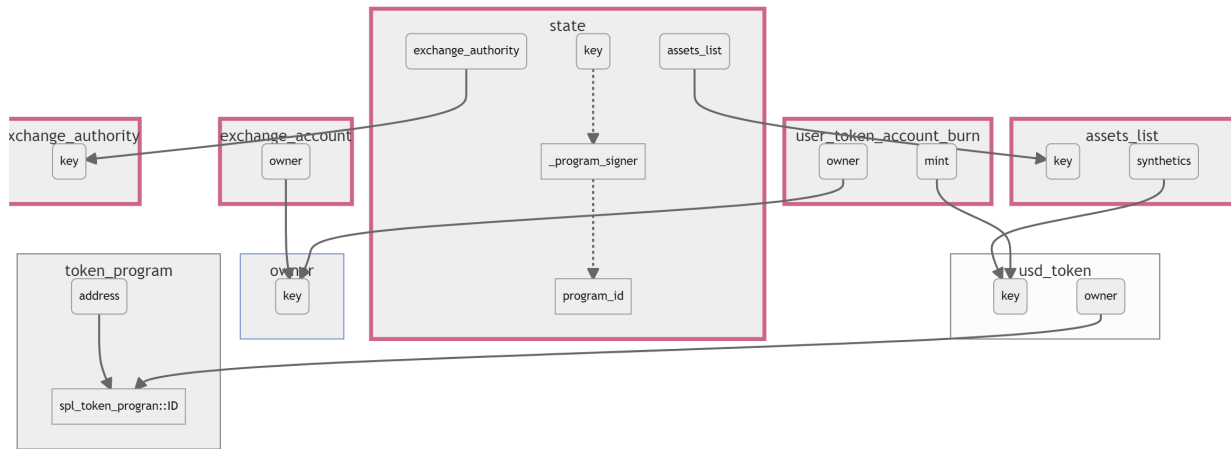 state
exchange_authority
key
assets_list
xchange_authority
exchange_account
user_token_account_burn
assets_list
key
owner
_program_signer
owner
mint
key
synthetics
token_program
owner
usd_token
address
key
program_id
key
owner
spl_token_progran::ID